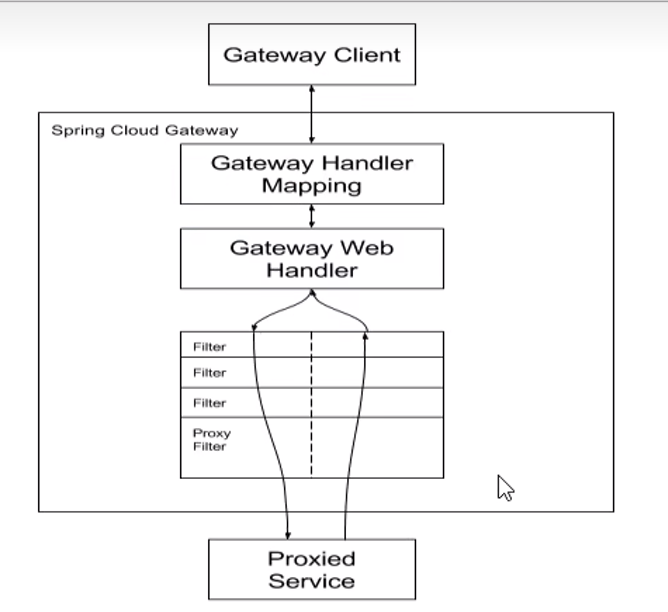 Gateway Client
Spring Cloud Gateway
Gateway Handler
Mapping
Gateway Web
Handler
Filter
Filter
Filter
Proxy
Filter
Proxied
Service